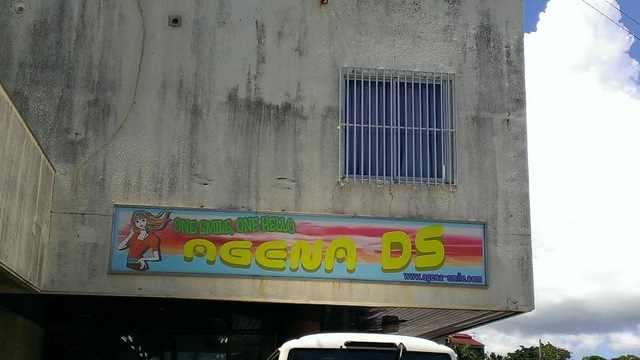 ONE SMILE, ONE HELLO
AGENA DS
www.agena-smile.com